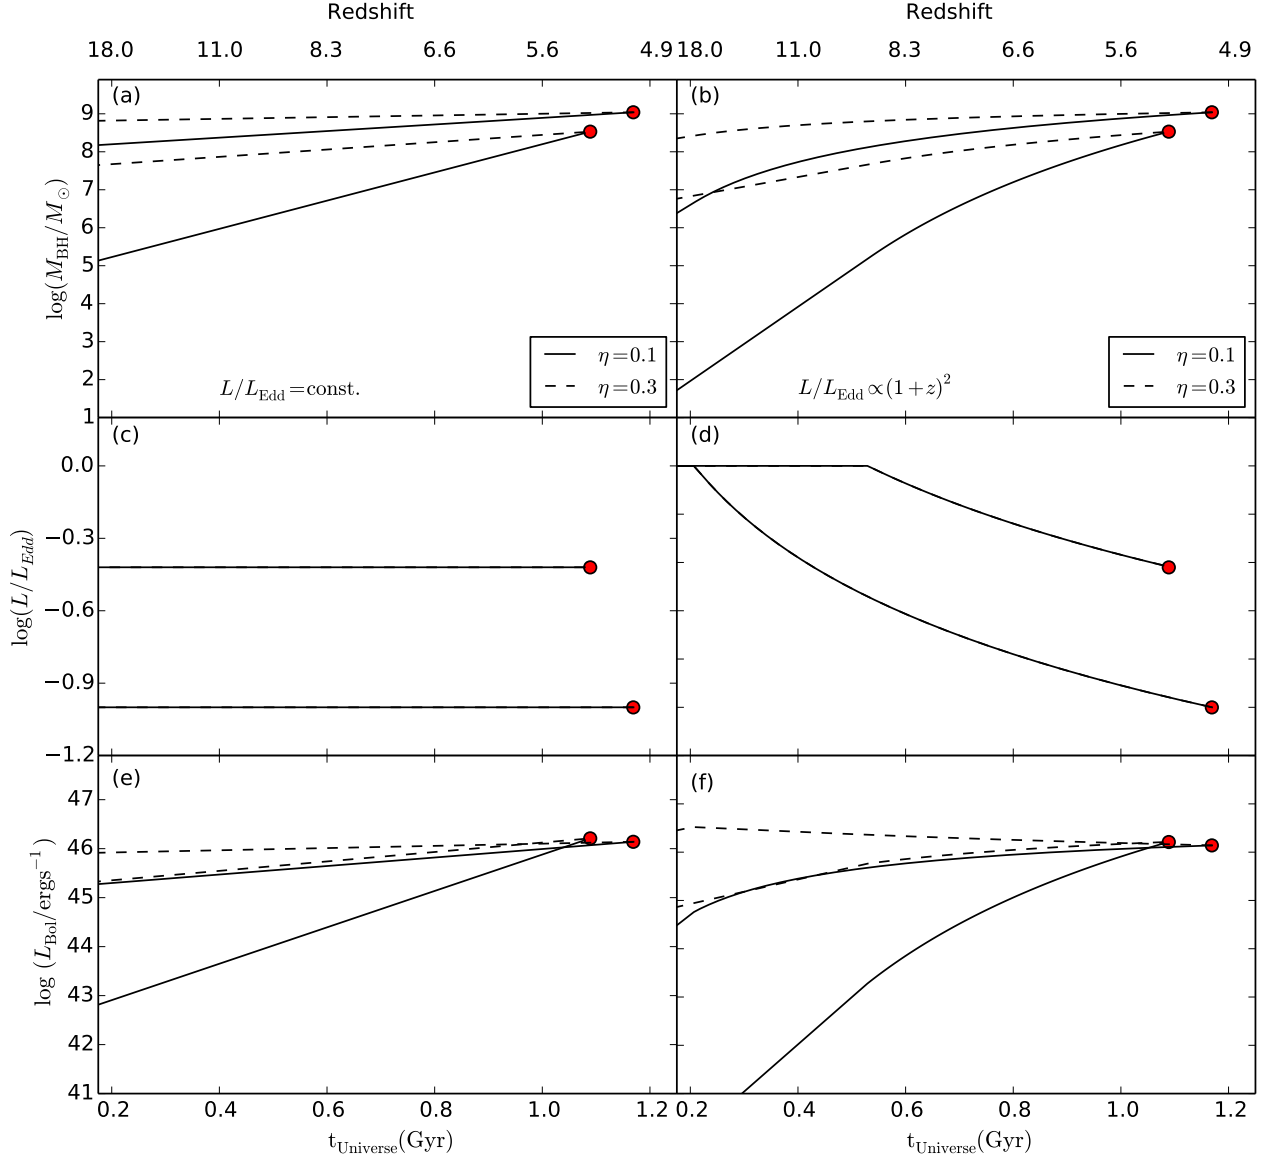 Redshift Redshift
18.0 11.0 8.3 6.6 5.6 4.9 18.0 11.0 8.3 6.6 5.6 4.9
(a) (b)
9
8
7
6
5
4
3
2
1
log(M_BH/M_⊙)
η=0.1 η=0.1
η=0.3 η=0.3
L/L_Edd=const. L/L_Edd∝(1+z)²
(c) (d)
0.0
−0.3
−0.6
−0.9
−1.2
log(L/L_Edd)
(e) (f)
47
46
45
44
43
42
41
log (L_Bol/ergs⁻¹)
0.2 0.4 0.6 0.8 1.0 1.2 0.2 0.4 0.6 0.8 1.0 1.2
t_Universe(Gyr) t_Universe(Gyr)